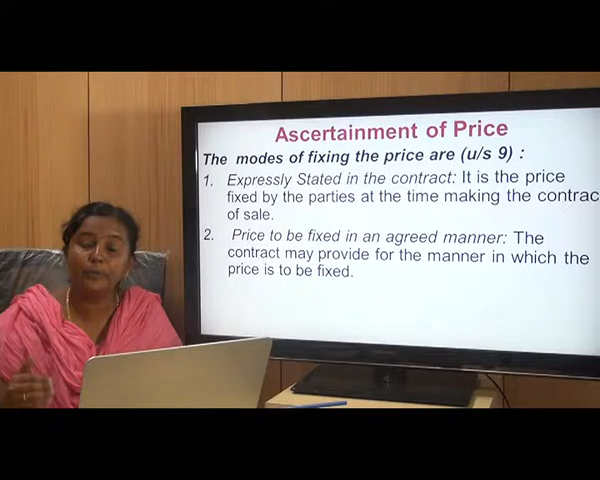 Ascertainment of Price
The modes of fixing the price are (u/s 9) :
1. Expressly Stated in the contract: It is the price
fixed by the parties at the time making the contrac
of sale.
2. Price to be fixed in an agreed manner: The
contract may provide for the manner in which the
price is to be fixed.